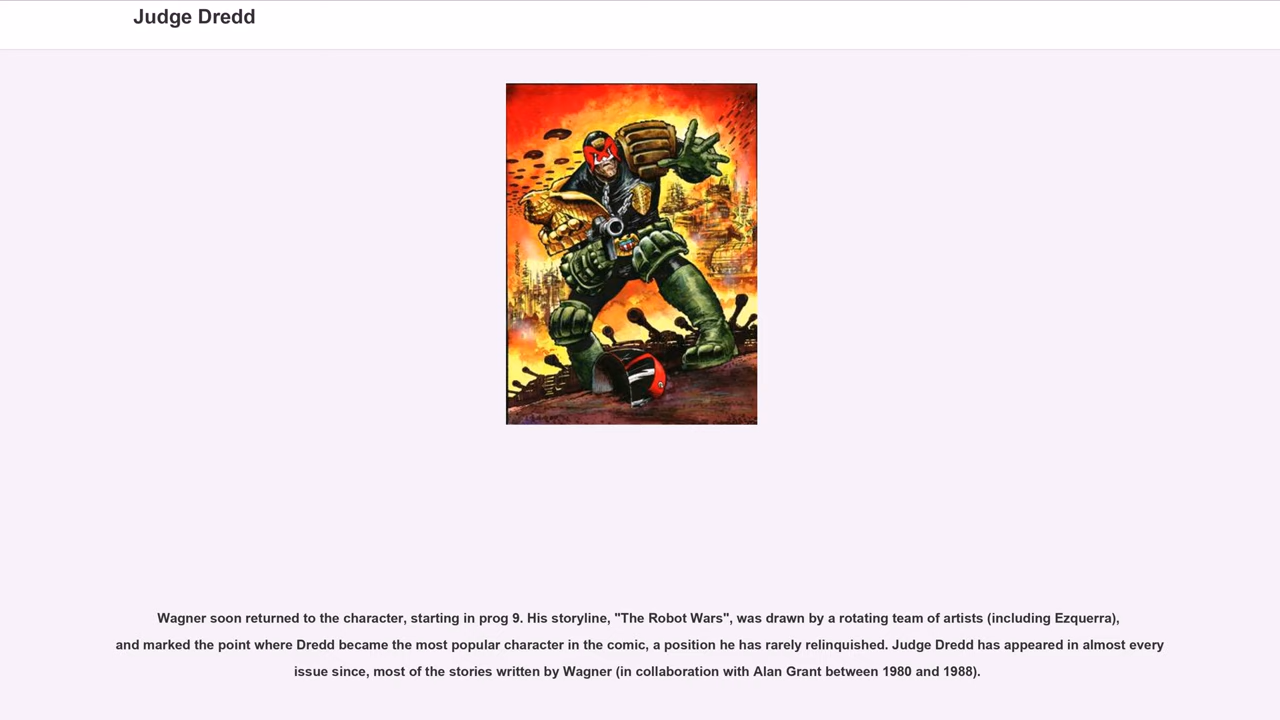 Judge Dredd
Wagner soon returned to the character, starting in prog 9. His storyline, "The Robot Wars", was drawn by a rotating team of artists (including Ezquerra),
and marked the point where Dredd became the most popular character in the comic, a position he has rarely relinquished. Judge Dredd has appeared in almost every
issue since, most of the stories written by Wagner (in collaboration with Alan Grant between 1980 and 1988).